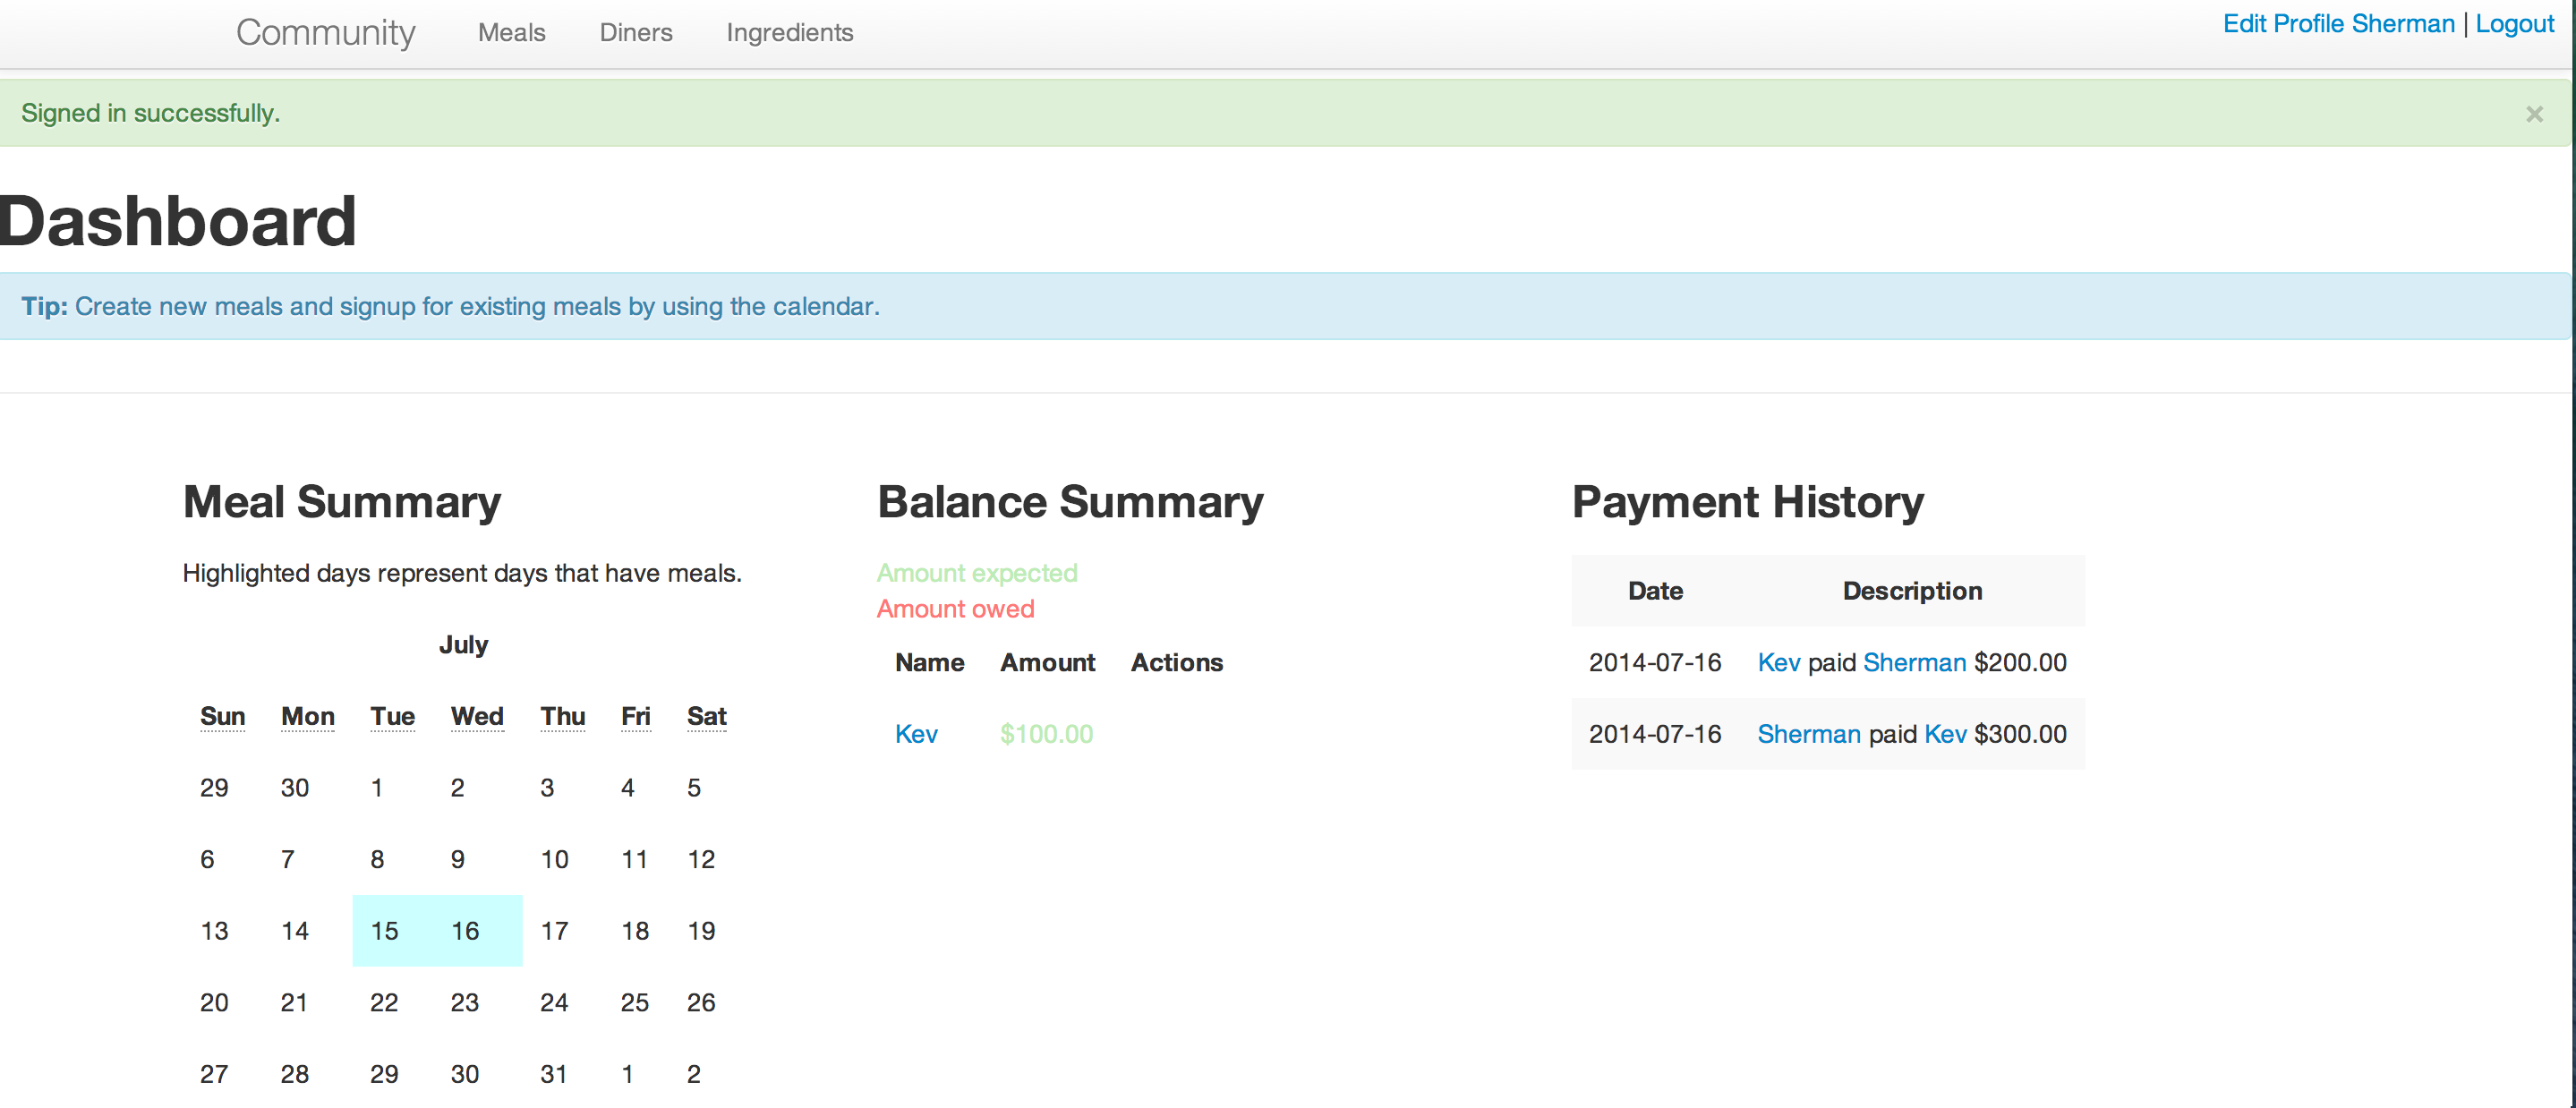 Community Meals Diners Ingredients Edit Profile Sherman | Logout
Signed in successfully. ×
Dashboard
Tip: Create new meals and signup for existing meals by using the calendar.
Meal Summary
Highlighted days represent days that have meals.
July
Sun Mon Tue Wed Thu Fri Sat
29 30 1 2 3 4 5
6 7 8 9 10 11 12
13 14 15 16 17 18 19
20 21 22 23 24 25 26
27 28 29 30 31 1 2
Balance Summary
Amount expected
Amount owed
Name Amount Actions
Kev $100.00
Payment History
Date Description
2014-07-16 Kev paid Sherman $200.00
2014-07-16 Sherman paid Kev $300.00